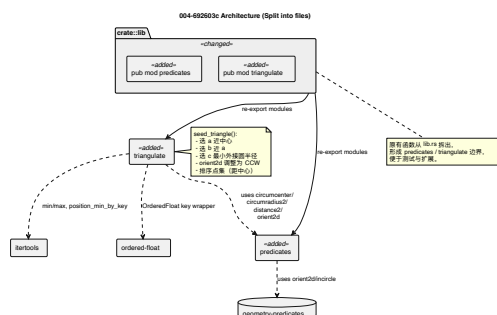 004-692603c Architecture (Split into files)
crate::lib
«changed»
«added»
pub mod predicates
«added»
pub mod triangulate
re-export modules
«added»
triangulate
seed_triangle():
- 选 a 近中心
- 选 b 近 a
- 选 c 最小外接圆半径
- orient2d 调整为 CCW
- 排序点集（距中心）
re-export modules
原有函数从 lib.rs 拆出，
形成 predicates / triangulate 边界，
便于测试与扩展。
min/max, position_min_by_key
OrderedFloat key wrapper
uses circumcenter/
circumradius2/
distance2/
orient2d
itertools
ordered-float
«added»
predicates
uses orient2d/incircle
geometry-predicates